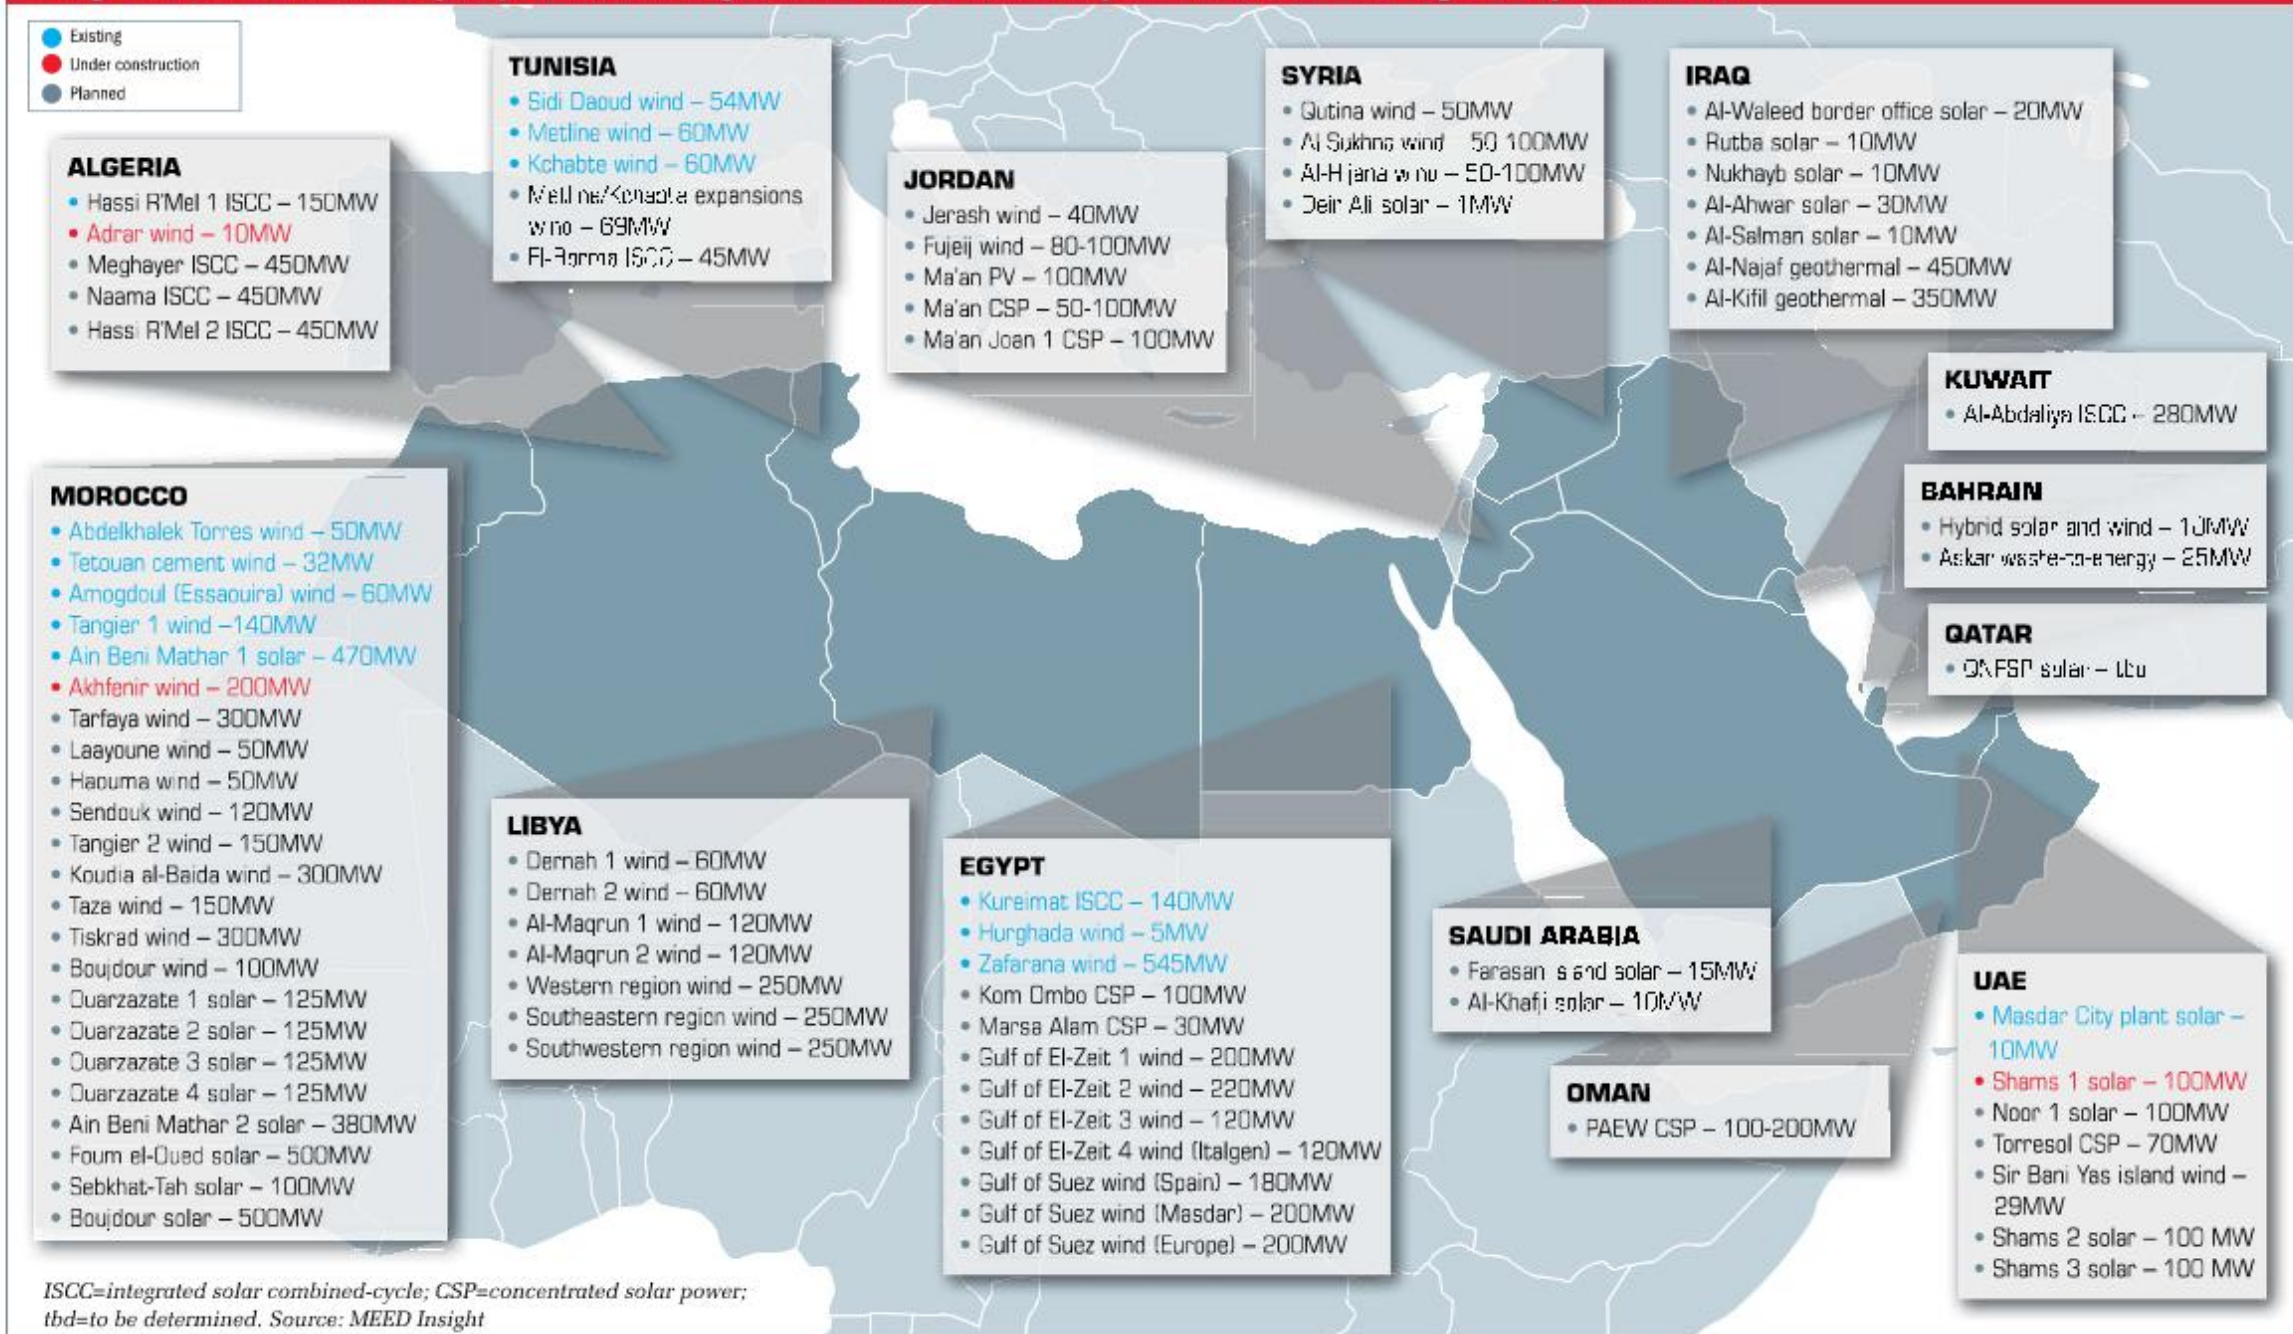 Existing
Under construction
Planned
ALGERIA
• Hassi R'Mel 1 ISCC – 150MW
• Adrar wind – 10MW
• Meghayer ISCC – 450MW
• Naama ISCC – 450MW
• Hassi R'Mel 2 ISCC – 450MW
TUNISIA
• Sidi Daoud wind – 54MW
• Metline wind – 60MW
• Kchabte wind – 60MW
• Metline/Kchabta expansions
wind – 69MW
• El-Borma ISCC – 45MW
JORDAN
• Jerash wind – 40MW
• Fujeij wind – 80-100MW
• Ma'an PV – 100MW
• Ma'an CSP – 50-100MW
• Ma'an Joan 1 CSP – 100MW
SYRIA
• Qutina wind – 50MW
• Al Sukhna wind 50 100MW
• Al-Hijana wind – 50-100MW
• Deir Ali solar – 1MW
IRAQ
• Al-Waleed border office solar – 20MW
• Rutba solar – 10MW
• Nukhayb solar – 10MW
• Al-Ahwar solar – 30MW
• Al-Salman solar – 10MW
• Al-Najaf geothermal – 450MW
• Al-Kifil geothermal – 350MW
KUWAIT
• Al-Abdaliya ISCC – 280MW
BAHRAIN
• Hybrid solar and wind – 10MW
• Askar waste-to-energy – 25MW
QATAR
• QNFSP solar – tbd
MOROCCO
• Abdelkhalek Torres wind – 50MW
• Tetouan cement wind – 32MW
• Amogdoul (Essaouira) wind – 60MW
• Tangier 1 wind –140MW
• Ain Beni Mathar 1 solar – 470MW
• Akhfenir wind – 200MW
• Tarfaya wind – 300MW
• Laayoune wind – 50MW
• Haouma wind – 50MW
• Sendouk wind – 120MW
• Tangier 2 wind – 150MW
• Koudia al-Baida wind – 300MW
• Taza wind – 150MW
• Tiskrad wind – 300MW
• Boujdour wind – 100MW
• Ouarzazate 1 solar – 125MW
• Ouarzazate 2 solar – 125MW
• Ouarzazate 3 solar – 125MW
• Ouarzazate 4 solar – 125MW
• Ain Beni Mathar 2 solar – 380MW
• Foum el-Oued solar – 500MW
• Sebkhat-Tah solar – 100MW
• Boujdour solar – 500MW
LIBYA
• Dernah 1 wind – 60MW
• Dernah 2 wind – 60MW
• Al-Maqrun 1 wind – 120MW
• Al-Maqrun 2 wind – 120MW
• Western region wind – 250MW
• Southeastern region wind – 250MW
• Southwestern region wind – 250MW
EGYPT
• Kureimat ISCC – 140MW
• Hurghada wind – 5MW
• Zafarana wind – 545MW
• Kom Ombo CSP – 100MW
• Marsa Alam CSP – 30MW
• Gulf of El-Zeit 1 wind – 200MW
• Gulf of El-Zeit 2 wind – 220MW
• Gulf of El-Zeit 3 wind – 120MW
• Gulf of El-Zeit 4 wind (Italgen) – 120MW
• Gulf of Suez wind (Spain) – 180MW
• Gulf of Suez wind (Masdar) – 200MW
• Gulf of Suez wind (Europe) – 200MW
SAUDI ARABIA
• Farasan island solar – 15MW
• Al-Khafji solar – 10MW
OMAN
• PAEW CSP – 100-200MW
UAE
• Masdar City plant solar –
10MW
• Shams 1 solar – 100MW
• Noor 1 solar – 100MW
• Torresol CSP – 70MW
• Sir Bani Yas island wind –
29MW
• Shams 2 solar – 100 MW
• Shams 3 solar – 100 MW
ISCC=integrated solar combined-cycle; CSP=concentrated solar power;
tbd=to be determined. Source: MEED Insight